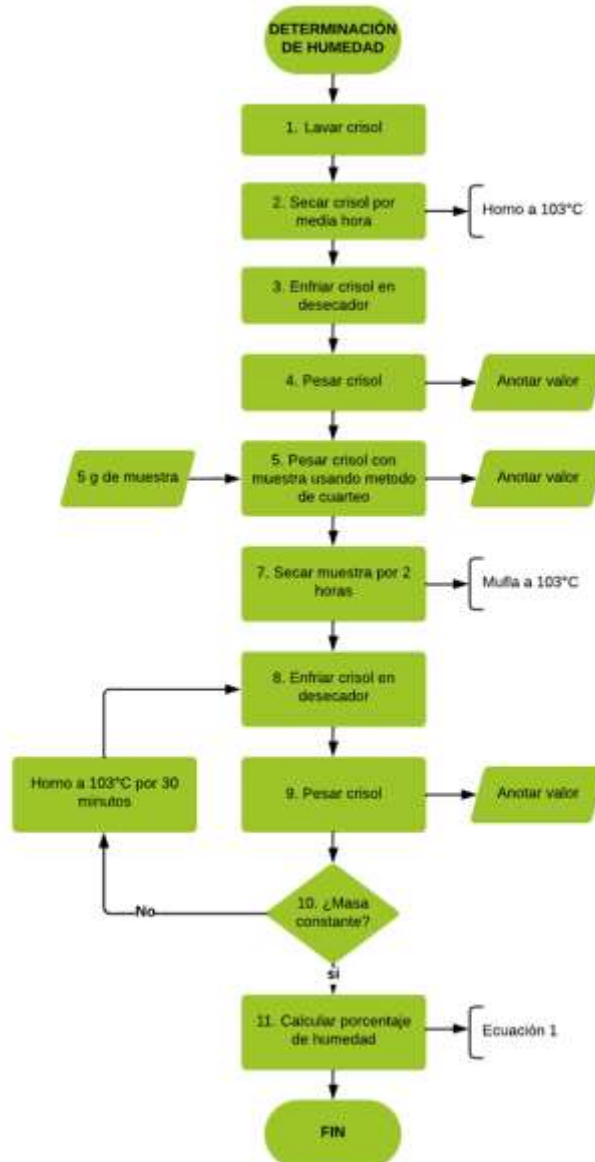 DETERMINACIÓN
DE HUMEDAD
1. Lavar crisol
2. Secar crisol por
media hora
Horno a 103°C
3. Enfriar crisol en
desecador
4. Pesar crisol
Anotar valor
5 g de muestra
5. Pesar crisol con
muestra usando metodo
de cuarteo
Anotar valor
7. Secar muestra por 2
horas
Mufla a 103°C
8. Enfriar crisol en
desecador
Horno a 103°C por 30
minutos
9. Pesar crisol
Anotar valor
10. ¿Masa
constante?
No
si
11. Calcular porcentaje
de humedad
Ecuación 1
FIN